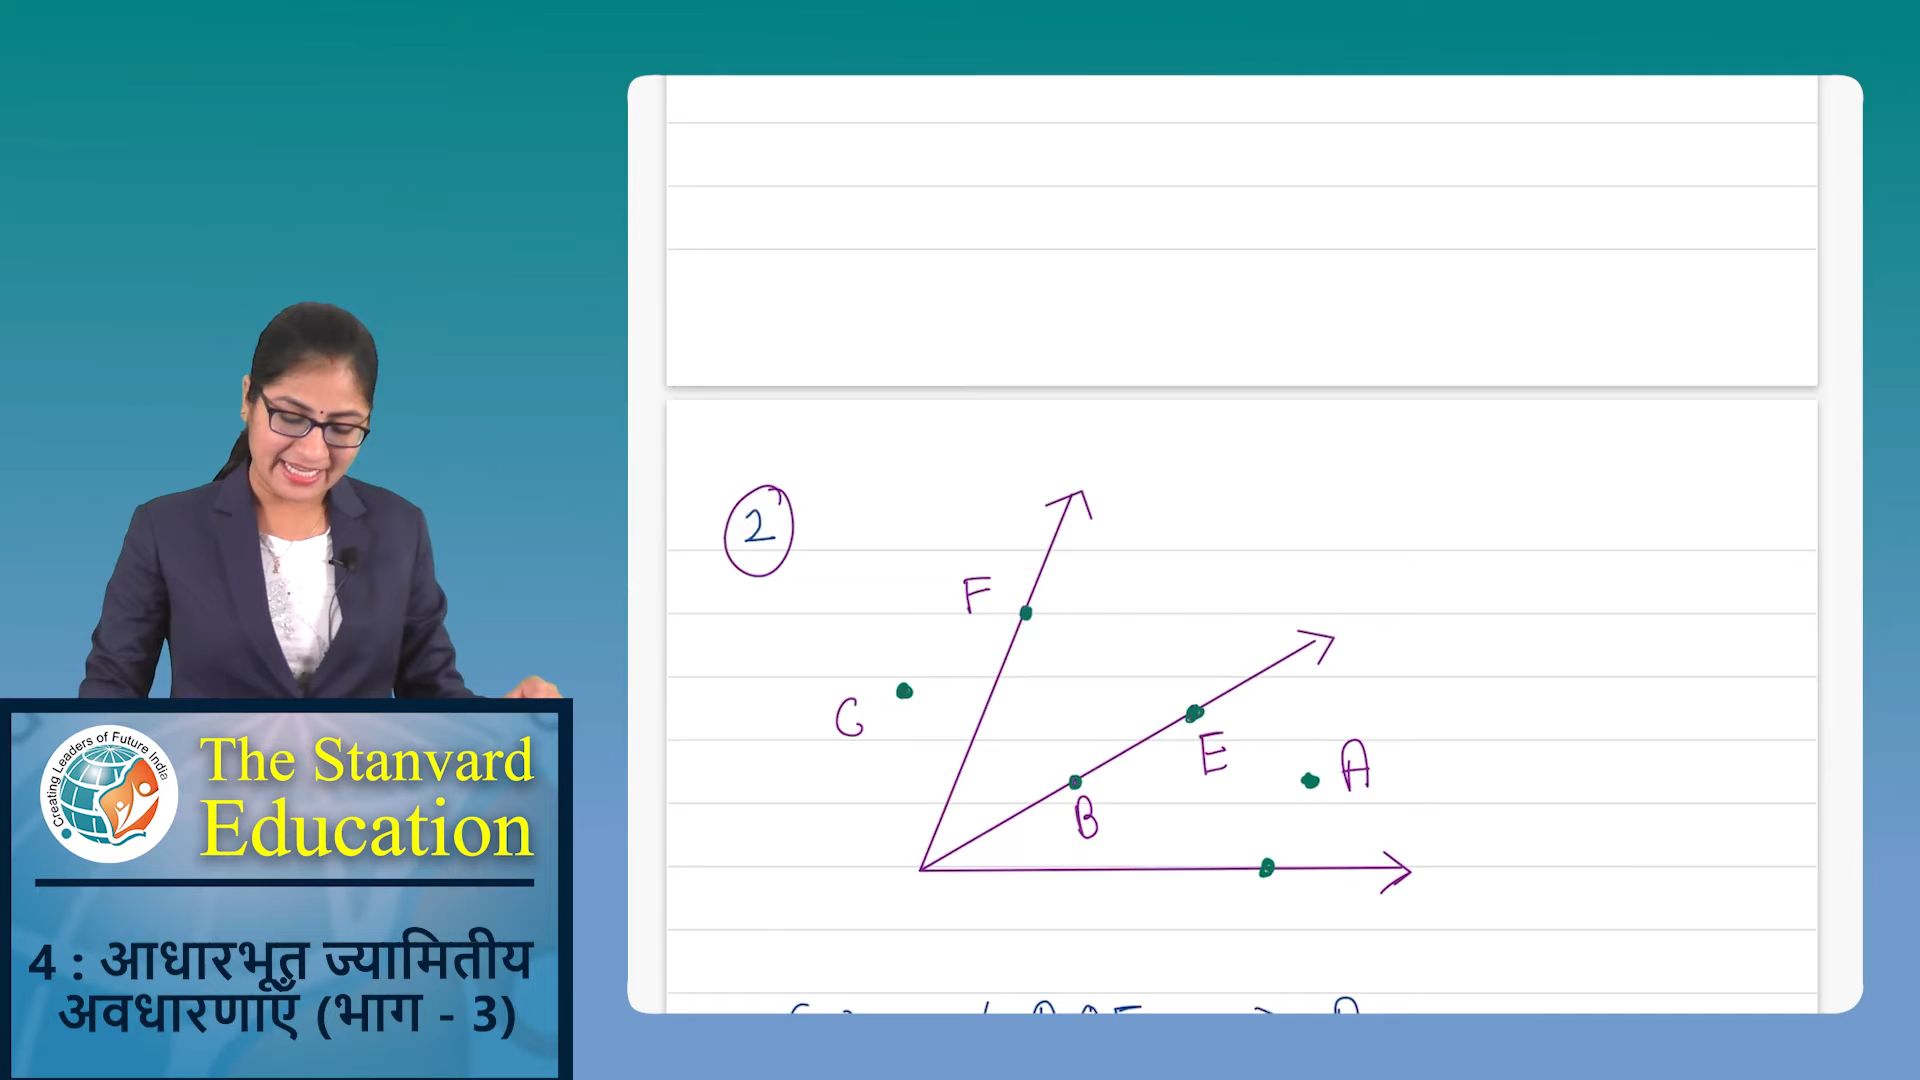 2
F
C
E
A
B
Creating Leaders of Future India
The Stanvard
Education
4 : आधारभूत ज्यामितीय
अवधारणाएँ (भाग - 3)